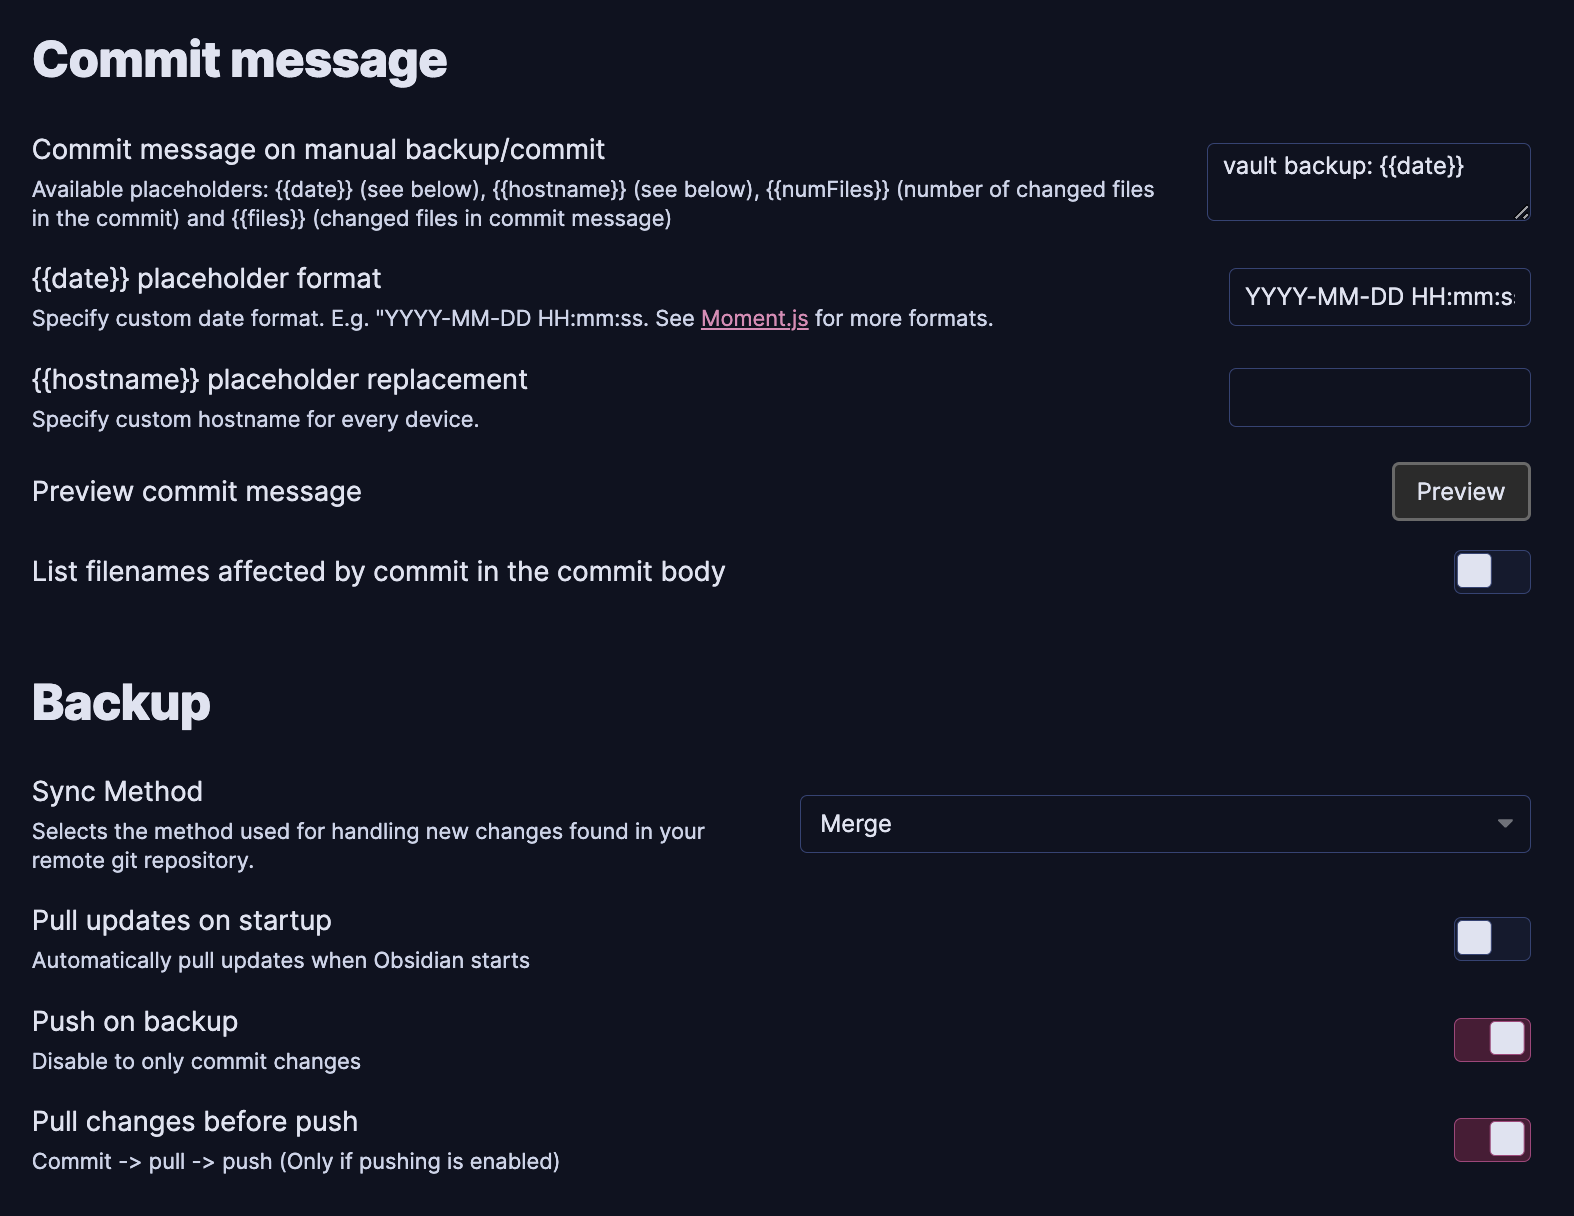 Commit message
Commit message on manual backup/commit
Available placeholders: {{date}} (see below), {{hostname}} (see below), {{numFiles}} (number of changed files
in the commit) and {{files}} (changed files in commit message)
vault backup: {{date}}
{{date}} placeholder format
Specify custom date format. E.g. "YYYY-MM-DD HH:mm:ss. See Moment.js for more formats.
YYYY-MM-DD HH:mm:s
{{hostname}} placeholder replacement
Specify custom hostname for every device.
Preview commit message
Preview
List filenames affected by commit in the commit body
Backup
Sync Method
Selects the method used for handling new changes found in your
remote git repository.
Merge
Pull updates on startup
Automatically pull updates when Obsidian starts
Push on backup
Disable to only commit changes
Pull changes before push
Commit -> pull -> push (Only if pushing is enabled)